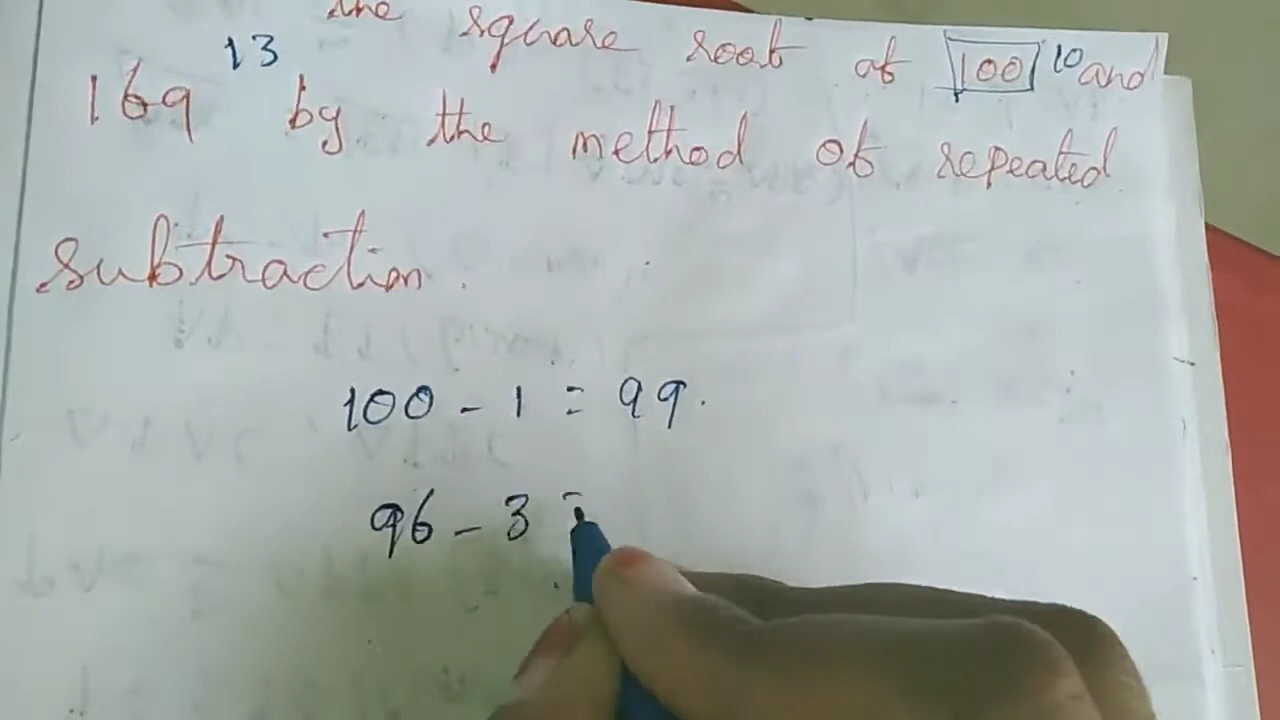 the square root of 100 10 and
169 13 by the method of repeated
subtraction.
100 - 1 = 99.
96 - 3 =